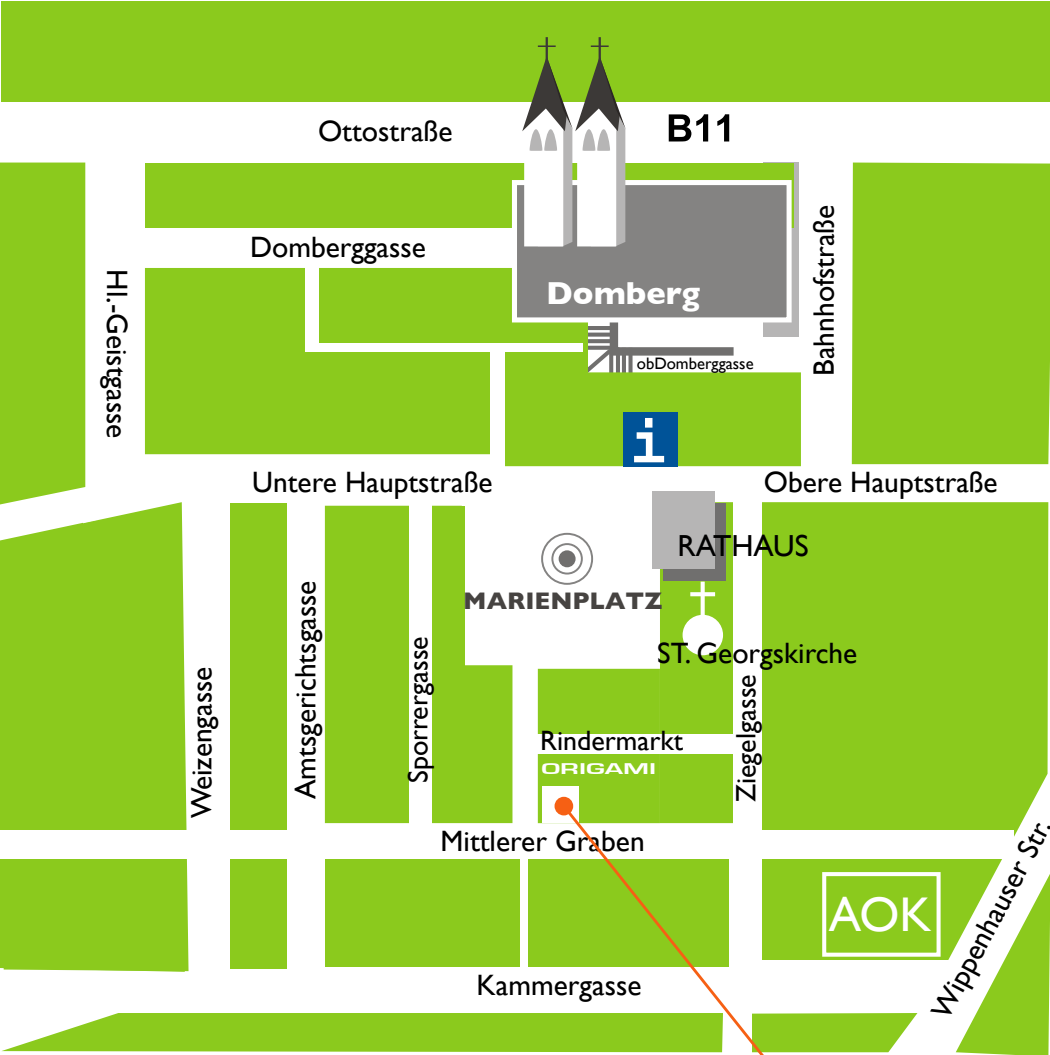 Ottostraße
B11
Domberggasse
Domberg
Hl.-Geistgasse
Bahnhofstraße
obDomberggasse
i
Untere Hauptstraße
Obere Hauptstraße
RATHAUS
MARIENPLATZ
ST. Georgskirche
Weizengasse
Amtsgerichtsgasse
Sporrergasse
Rindermarkt
ORIGAMI
Ziegelgasse
Mittlerer Graben
AOK
Wippenhauser Str.
Kammergasse